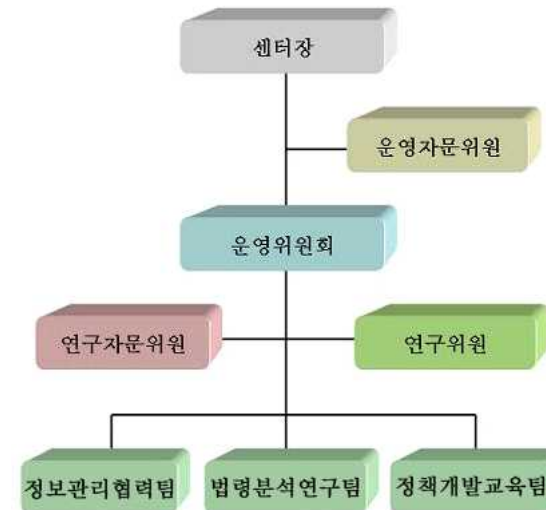 센터장
운영자문위원
운영위원회
연구자문위원
연구위원
정보관리협력팀
법령분석연구팀
정책개발교육팀